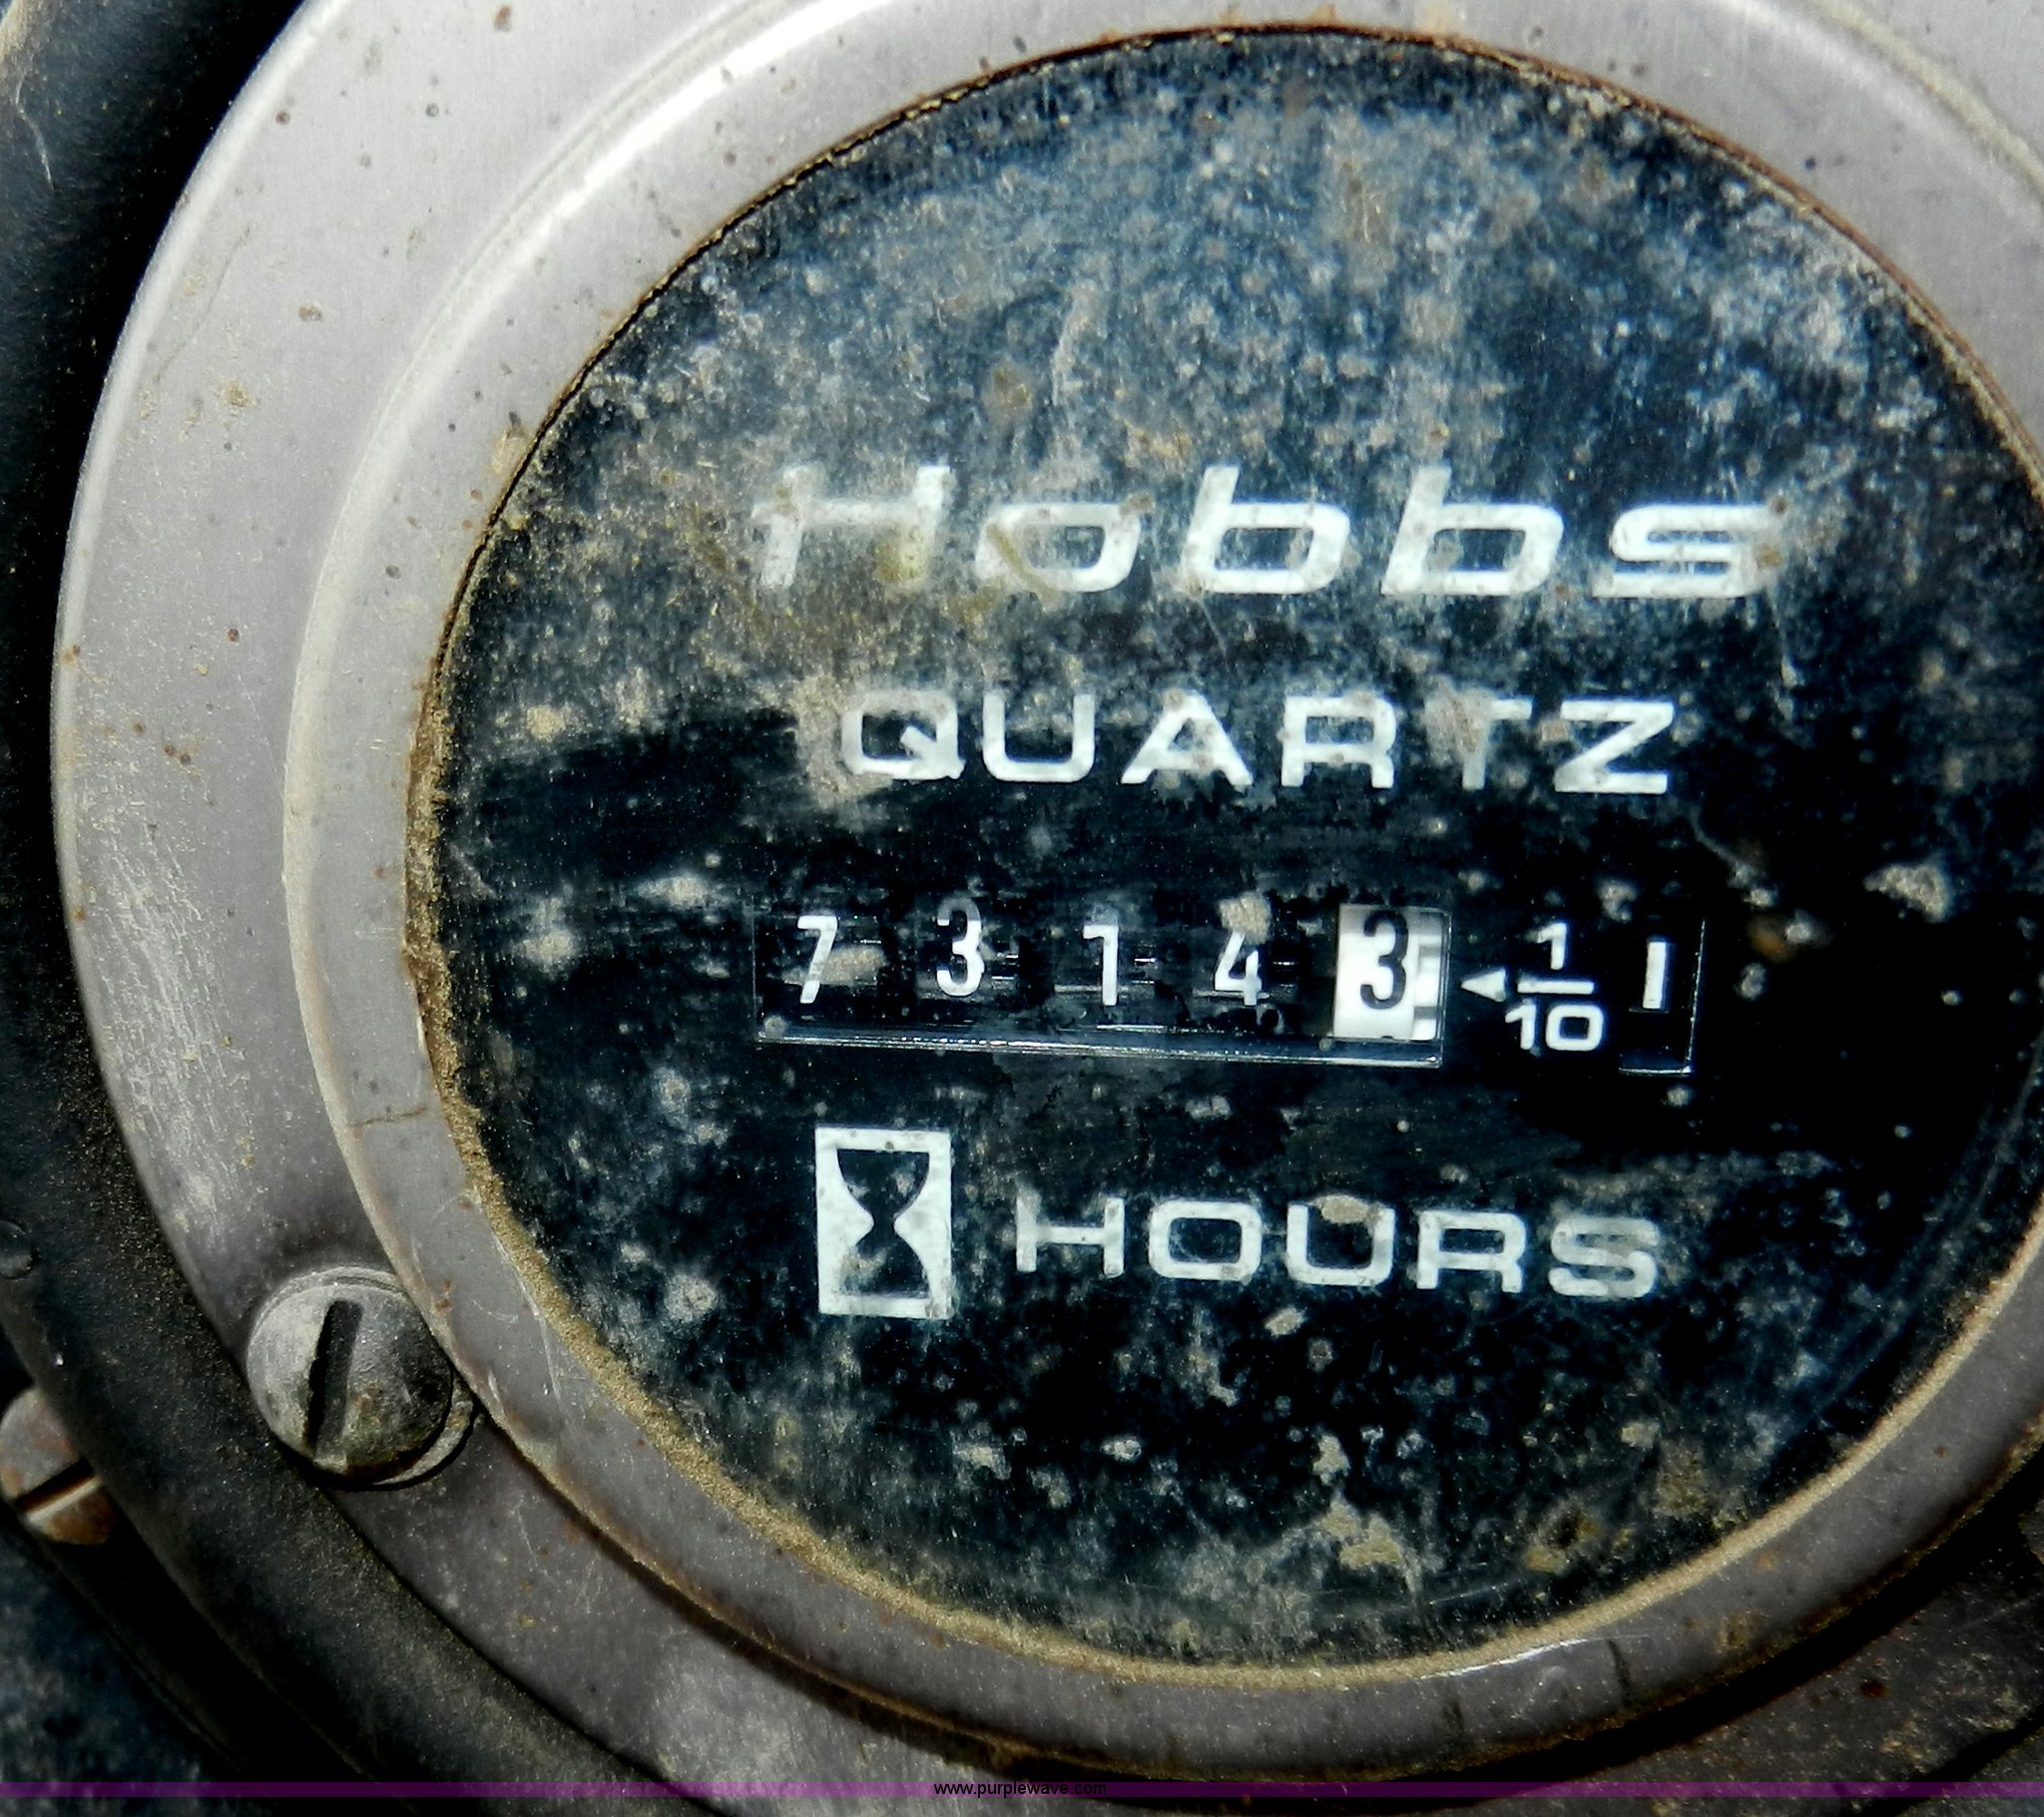 Hobbs
QUARTZ
7 3 1 4 3 ◄ 1/10
HOURS
www.purplewave.com